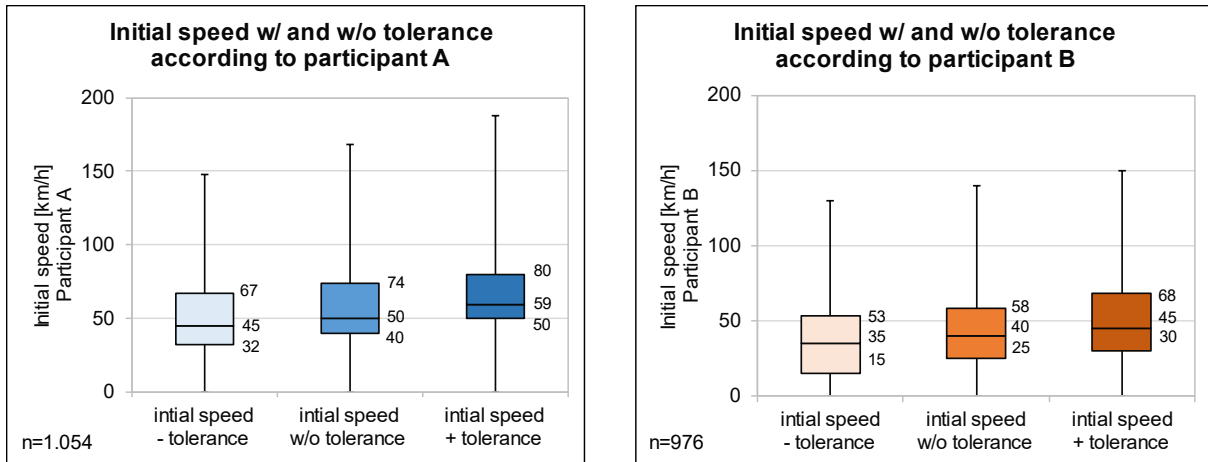 Initial speed w/ and w/o tolerance
according to participant A
Initial speed [km/h]
Participant A
200
150
100
50
0
67
45
32
74
50
40
80
59
50
intial speed
- tolerance
intial speed
w/o tolerance
intial speed
+ tolerance
n=1.054
Initial speed w/ and w/o tolerance
according to participant B
Initial speed [km/h]
Participant B
200
150
100
50
0
53
35
15
58
40
25
68
45
30
intial speed
- tolerance
intial speed
w/o tolerance
intial speed
+ tolerance
n=976